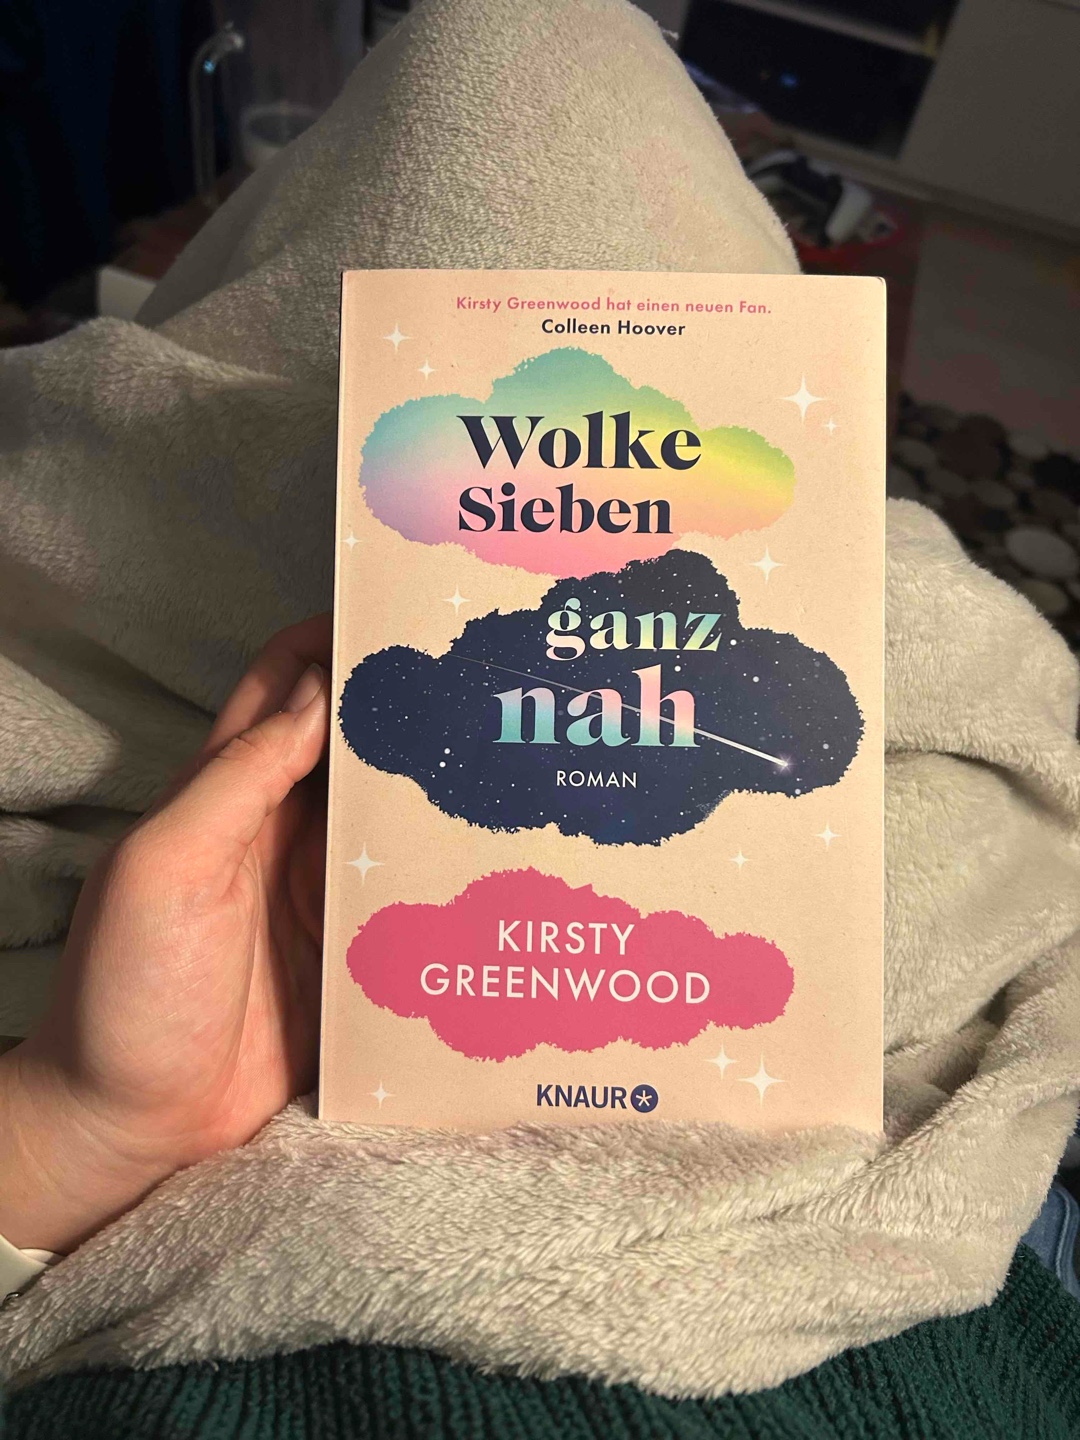 Kirsty Greenwood hat einen neuen Fan.
Colleen Hoover
Wolke
Sieben
ganz
nah
ROMAN
KIRSTY
GREENWOOD
KNAUR